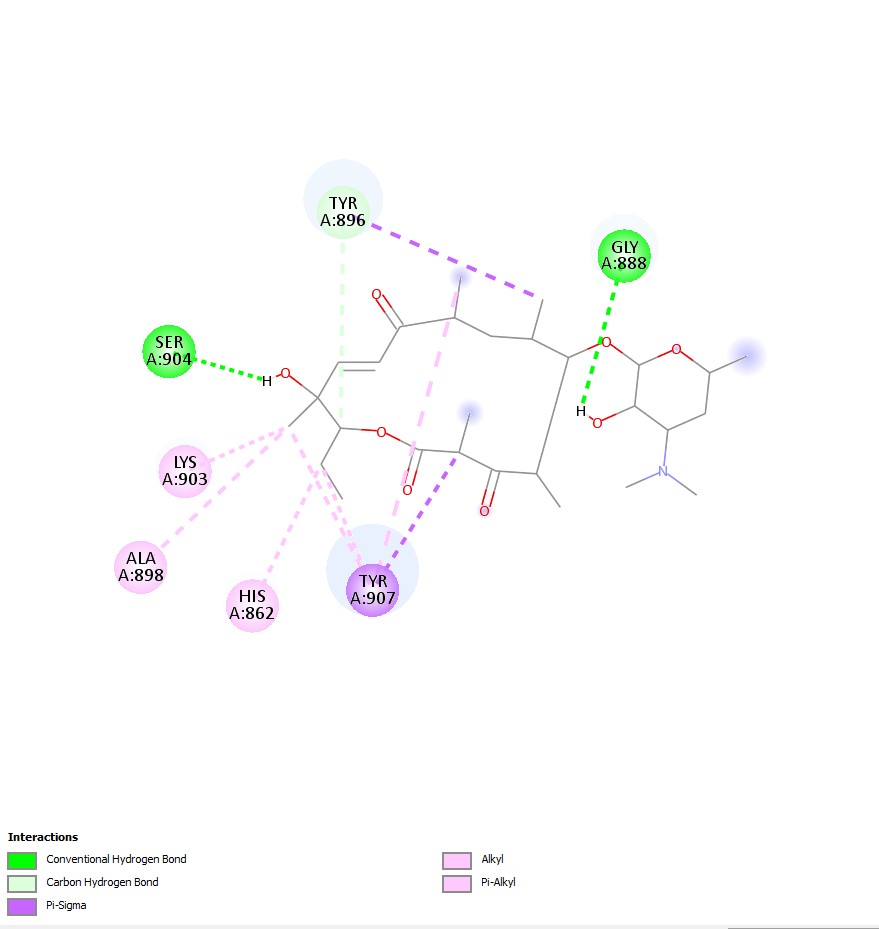 TYR
A:896
GLY
A:888
O
O
SER
A:904
O
O
H
O
H
O
O
LYS
A:903
N
O
O
ALA
A:898
TYR
A:907
HIS
A:862
Interactions
Conventional Hydrogen Bond
Carbon Hydrogen Bond
Pi-Sigma
Alkyl
Pi-Alkyl